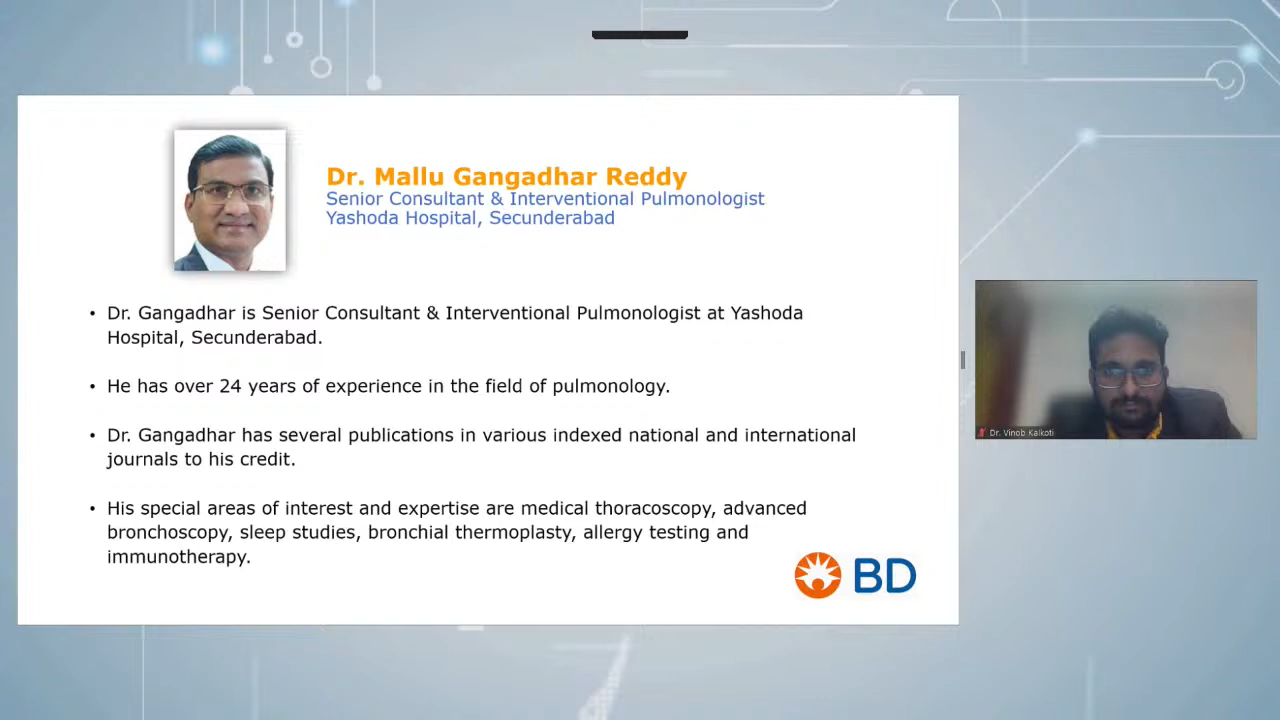 Dr. Mallu Gangadhar Reddy
Senior Consultant & Interventional Pulmonologist
Yashoda Hospital, Secunderabad
• Dr. Gangadhar is Senior Consultant & Interventional Pulmonologist at Yashoda
Hospital, Secunderabad.
• He has over 24 years of experience in the field of pulmonology.
• Dr. Gangadhar has several publications in various indexed national and international
journals to his credit.
• His special areas of interest and expertise are medical thoracoscopy, advanced
bronchoscopy, sleep studies, bronchial thermoplasty, allergy testing and
immunotherapy.
BD
Dr. Vinob Kalkoti